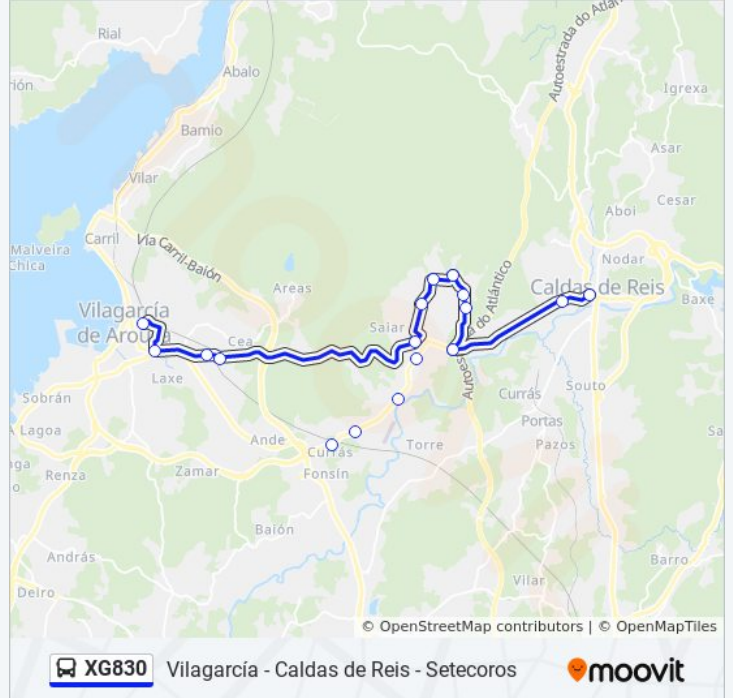 Rial
Abalo
Autoestrada do Atlán
ión
Igrexa
Bamio
Asar
Vilar
Cesar
Aboi
Carril
Vía Carril-Baión
Malveira
Chica
Nodar
Areas
Caldas de Reis
Baxe
Vilagarcía
de Arou
a
do Atlántico
Saiar
Cea
Autoes
Laxe
Currás
Souto
Sobrán
Portas
A Lagoa
Ande
Torre
Pazos
Sa
Currás
Zamar
Fonsín
Renza
o
Baión
András
Barro
Vilar
Deiro
© OpenStreetMap contributors | © OpenMapTiles
XG830 Vilagarcía - Caldas de Reis - Setecoros
moovit